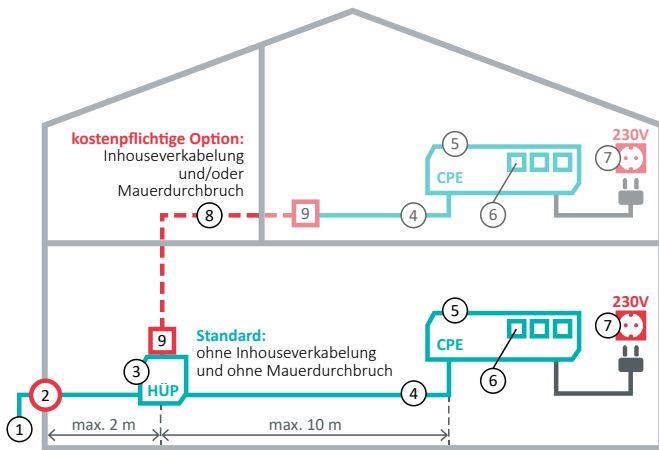 kostenpflichtige Option:
Inhouseverkabelung
und/oder
Mauerdurchbruch
8
9
4
5
CPE
6
230V
7
9
3
HÜP
Standard:
ohne Inhouseverkabelung
und ohne Mauerdurchbruch
4
5
CPE
6
230V
7
2
1
max. 2 m
max. 10 m